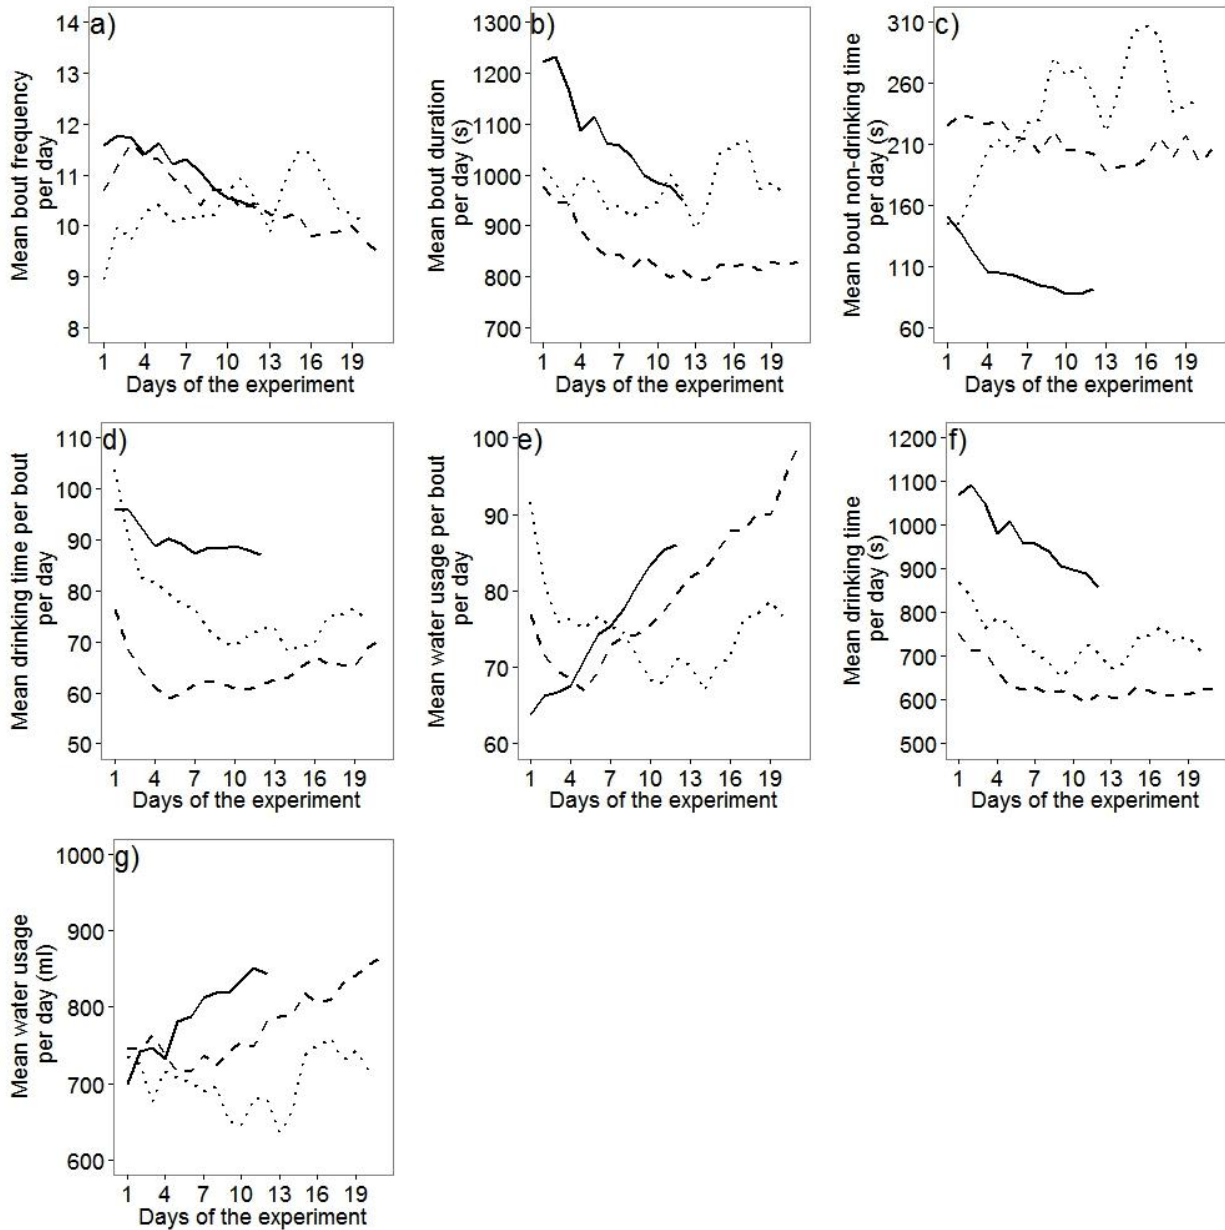 a)
Mean bout frequency
per day
14
13
12
11
10
9
8
1 4 7 10 13 16 19
Days of the experiment
b)
Mean bout duration
per day (s)
1300
1200
1100
1000
900
800
700
1 4 7 10 13 16 19
Days of the experiment
c)
Mean bout non-drinking time
per day (s)
310
260
210
160
110
60
1 4 7 10 13 16 19
Days of the experiment
d)
Mean drinking time per bout
per day
110
100
90
80
70
60
50
1 4 7 10 13 16 19
Days of the experiment
e)
Mean water usage per bout
per day
100
90
80
70
60
1 4 7 10 13 16 19
Days of the experiment
f)
Mean drinking time
per day (s)
1200
1100
1000
900
800
700
600
500
1 4 7 10 13 16 19
Days of the experiment
g)
Mean water usage
per day (ml)
1000
900
800
700
600
1 4 7 10 13 16 19
Days of the experiment